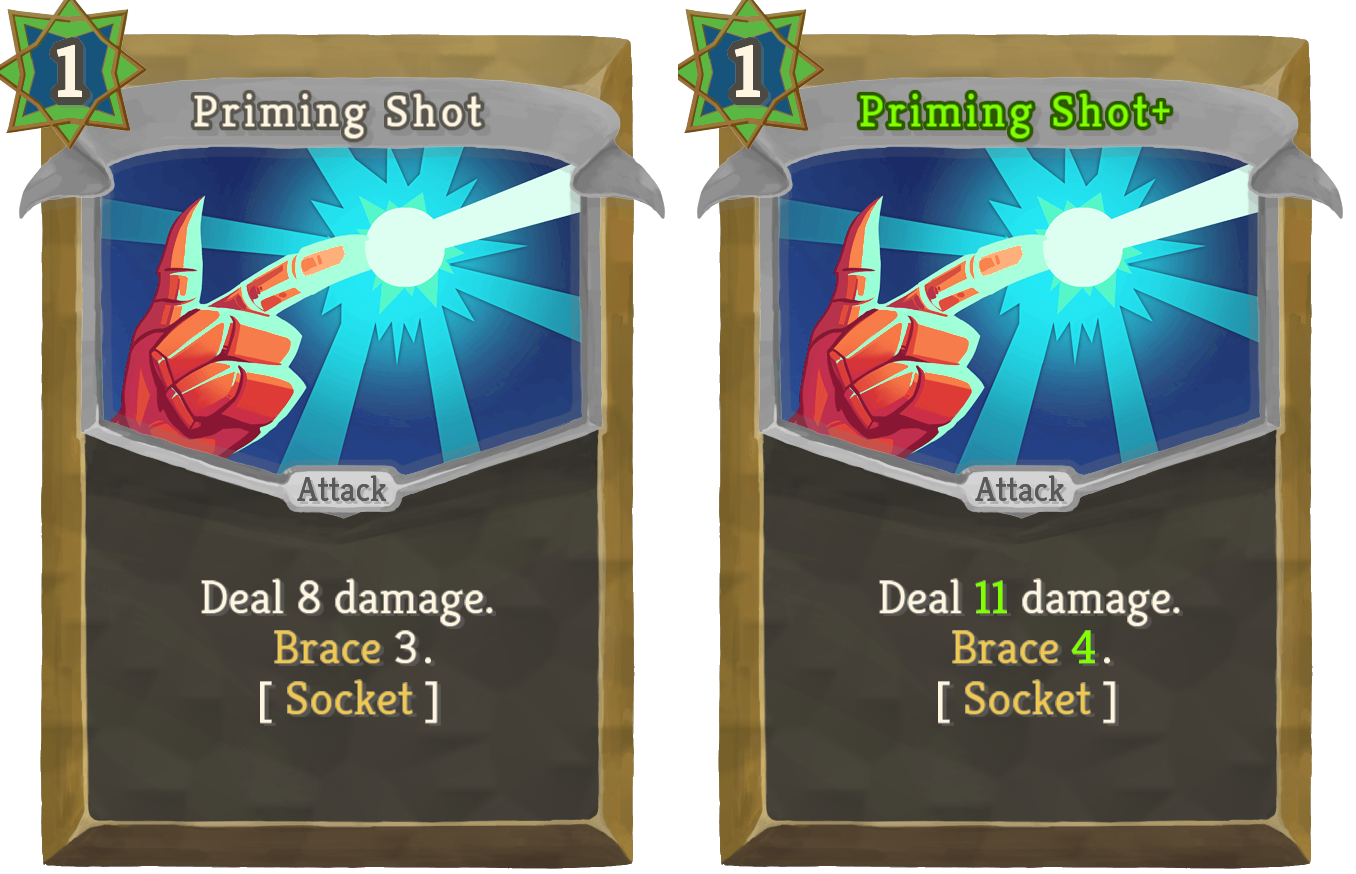 1
Priming Shot
Attack
Deal 8 damage.
Brace 3.
[ Socket ]
1
Priming Shot+
Attack
Deal 11 damage.
Brace 4.
[ Socket ]